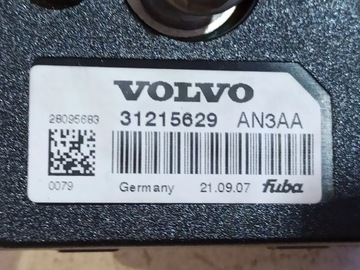 VOLVO
28095683 31215629 AN3AA
0079 Germany 21.09.07 fuba